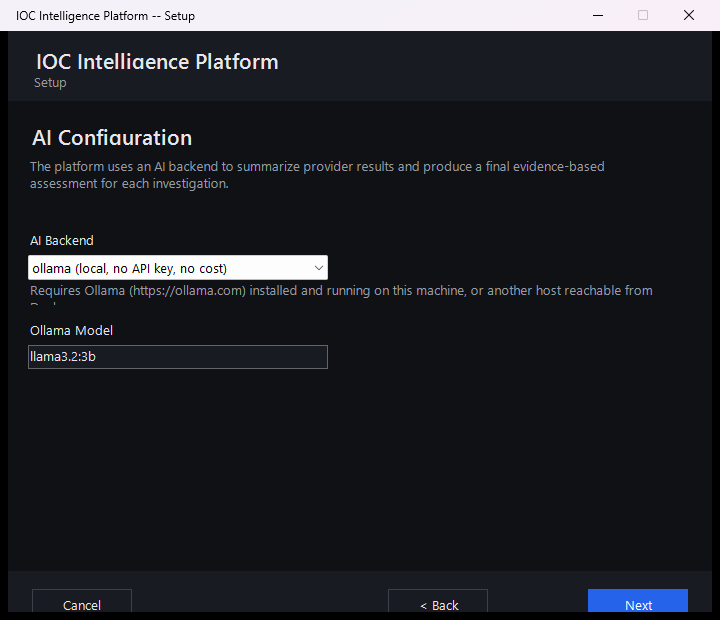 IOC Intelligence Platform -- Setup
IOC Intelligence Platform
Setup
AI Configuration
The platform uses an AI backend to summarize provider results and produce a final evidence-based
assessment for each investigation.
AI Backend
ollama (local, no API key, no cost)
Requires Ollama (https://ollama.com) installed and running on this machine, or another host reachable from
Ollama Model
llama3.2:3b
Cancel
< Back
Next